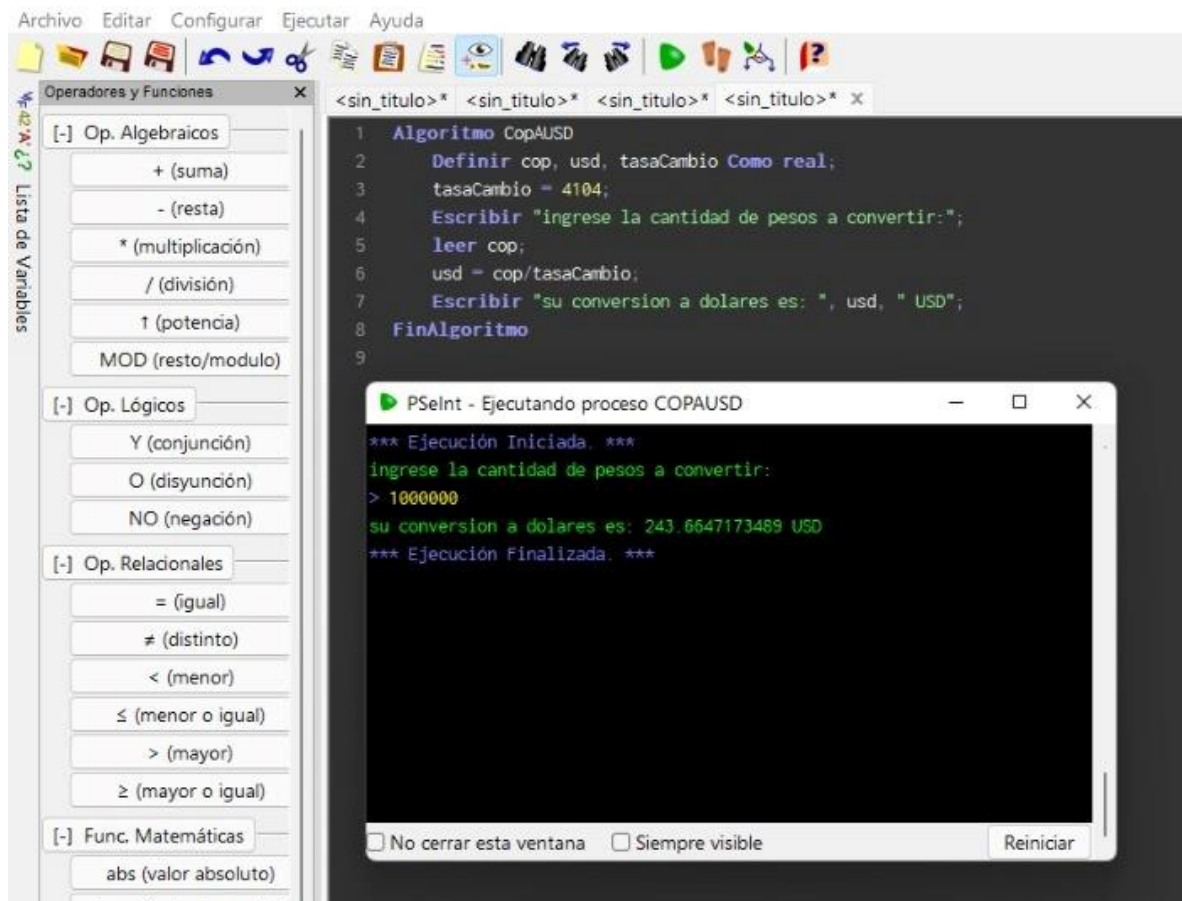 Archivo Editar Configurar Ejecutar Ayuda
Operadores y Funciones
<sin_titulo>* <sin_titulo>* <sin_titulo>* <sin_titulo>*
Lista de Variables
[-] Op. Algebraicos
+ (suma)
- (resta)
* (multiplicación)
/ (división)
↑ (potencia)
MOD (resto/modulo)
[-] Op. Lógicos
Y (conjunción)
O (disyunción)
NO (negación)
[-] Op. Relacionales
= (igual)
≠ (distinto)
< (menor)
≤ (menor o igual)
> (mayor)
≥ (mayor o igual)
[-] Func. Matemáticas
abs (valor absoluto)
1 Algoritmo CopAUSD
2 Definir cop, usd, tasaCambio Como real;
3 tasaCambio = 4104;
4 Escribir "ingrese la cantidad de pesos a convertir:";
5 leer cop;
6 usd = cop/tasaCambio;
7 Escribir "su conversion a dolares es: ", usd, " USD";
8 FinAlgoritmo
9
PSeInt - Ejecutando proceso COPAUSD
*** Ejecución Iniciada. ***
ingrese la cantidad de pesos a convertir:
> 1000000
su conversion a dolares es: 243.6647173489 USD
*** Ejecución Finalizada. ***
No cerrar esta ventana Siempre visible Reiniciar